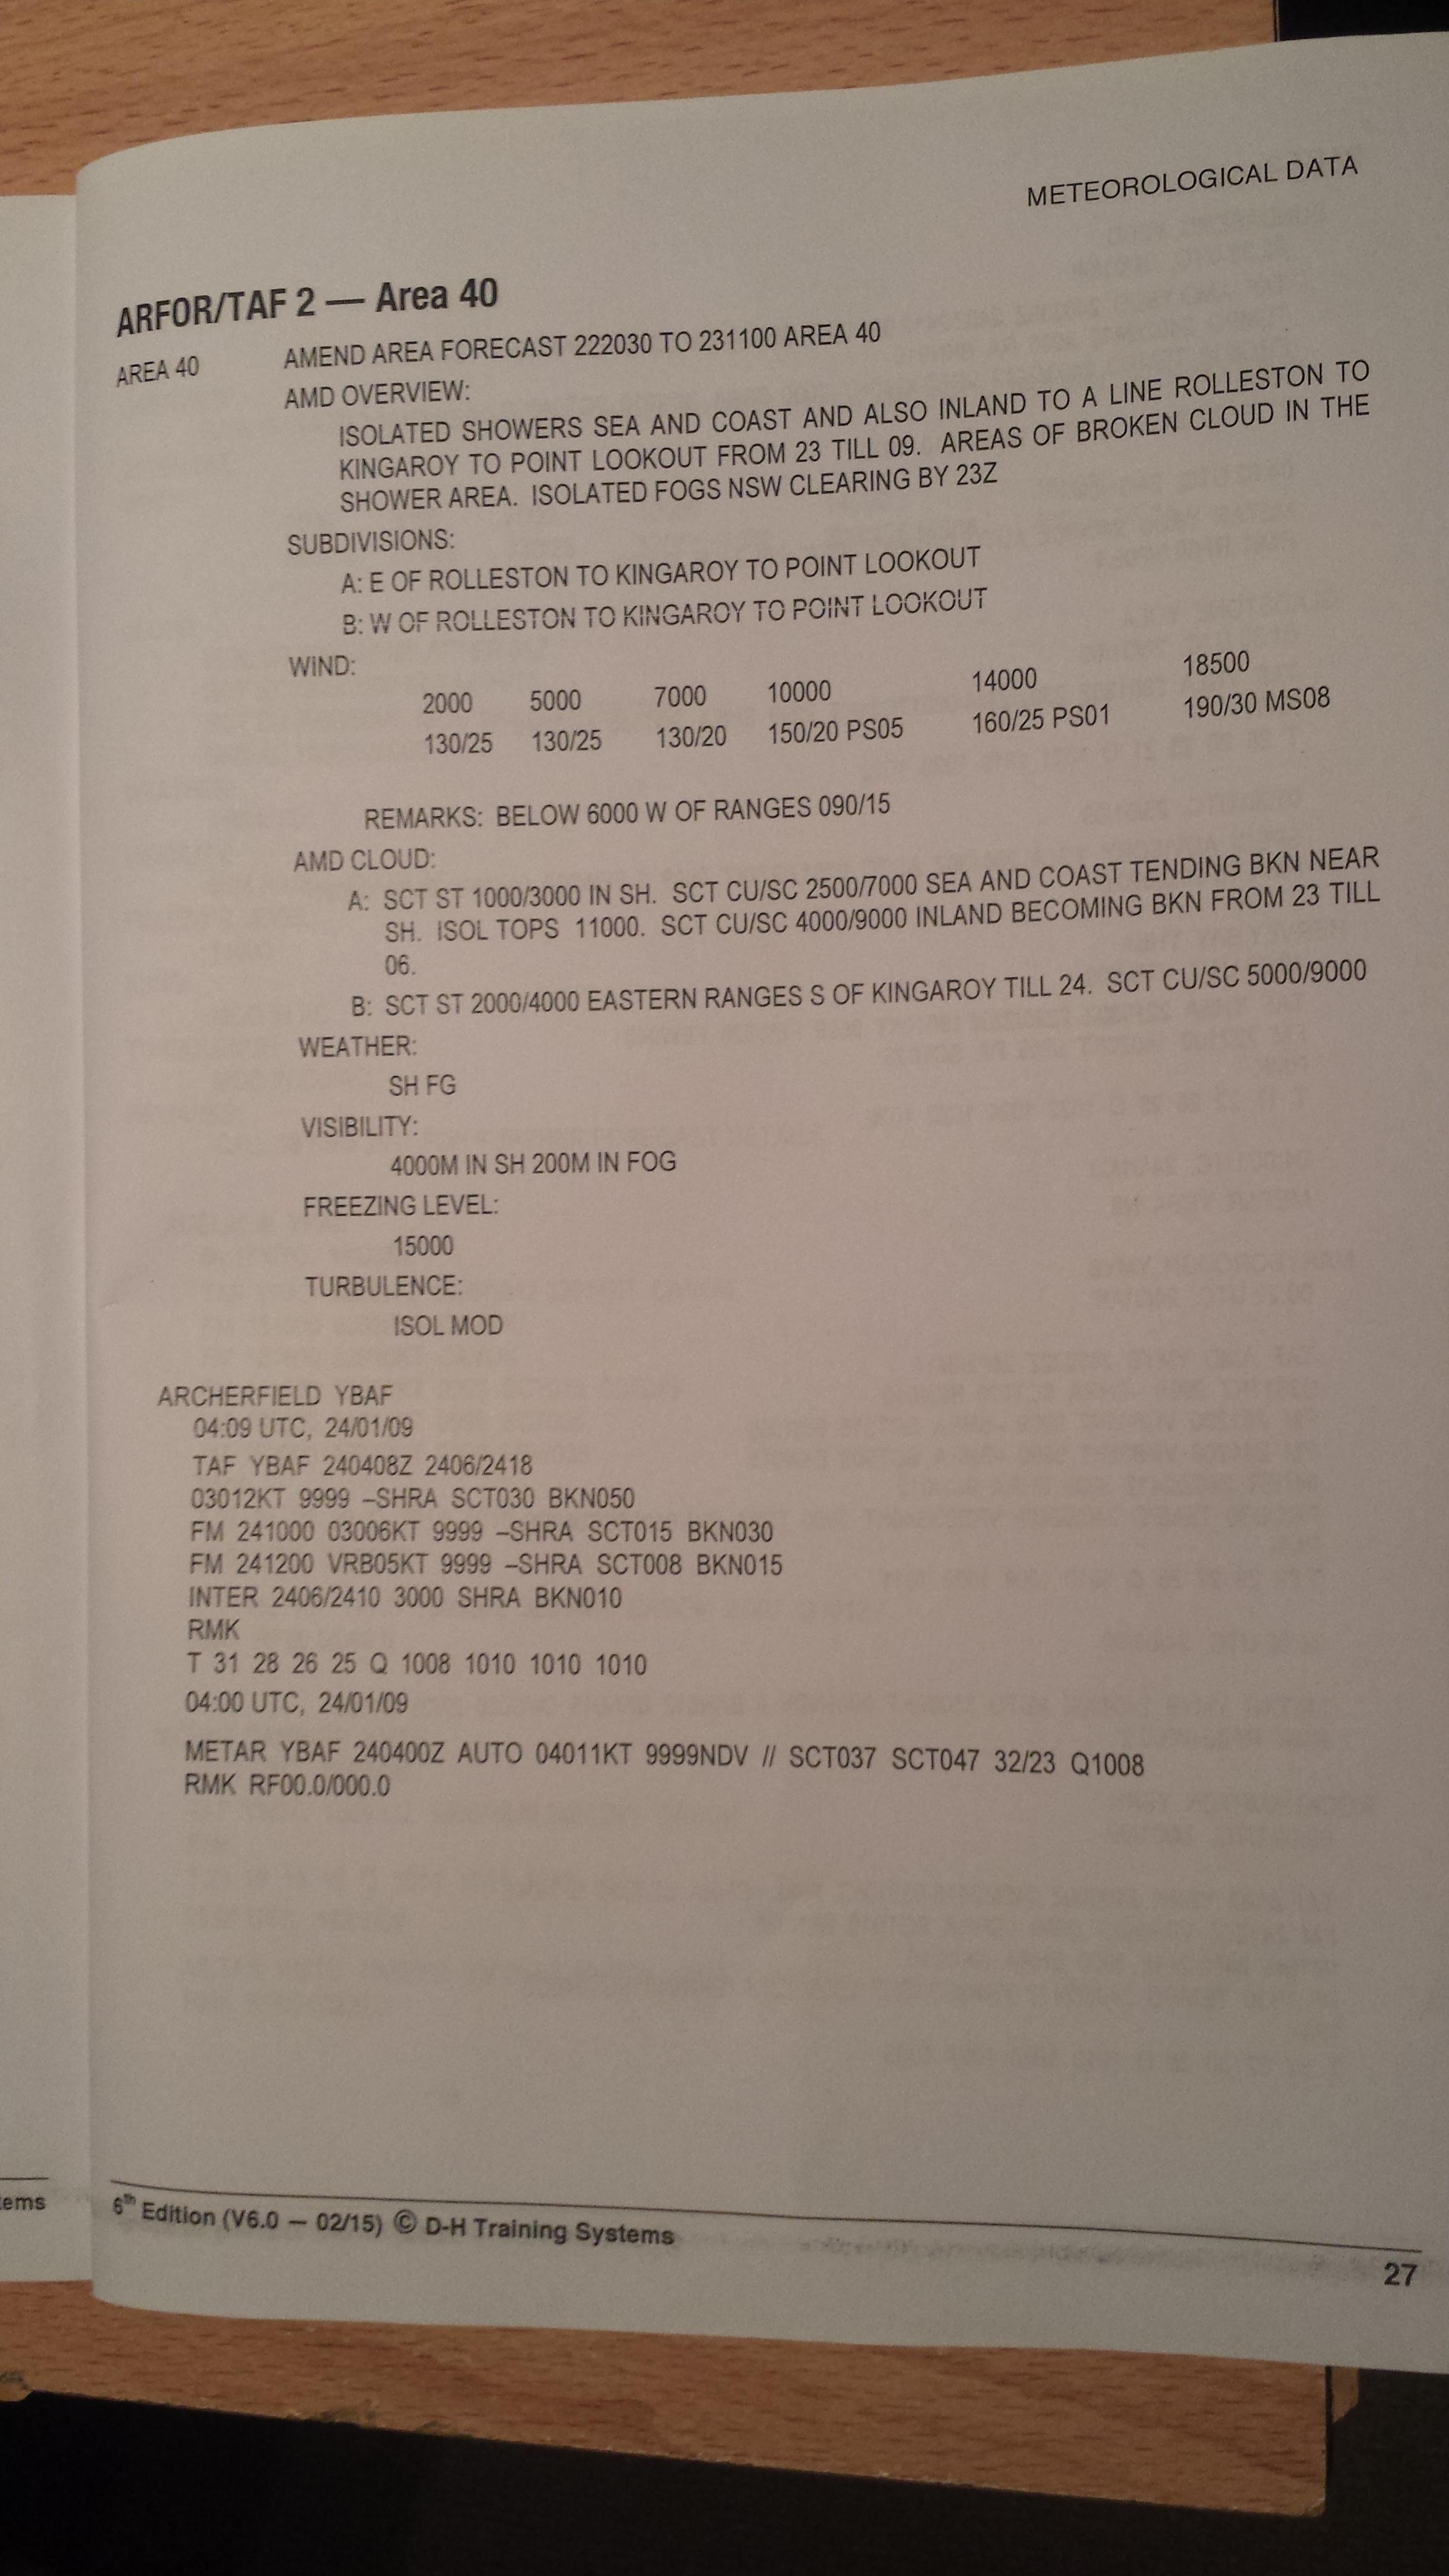 METEOROLOGICAL DATA
ARFOR/TAF 2 — Area 40
AREA 40 AMEND AREA FORECAST 222030 TO 231100 AREA 40
AMD OVERVIEW:
ISOLATED SHOWERS SEA AND COAST AND ALSO INLAND TO A LINE ROLLESTON TO
KINGAROY TO POINT LOOKOUT FROM 23 TILL 09. AREAS OF BROKEN CLOUD IN THE
SHOWER AREA. ISOLATED FOGS NSW CLEARING BY 23Z
SUBDIVISIONS:
A: E OF ROLLESTON TO KINGAROY TO POINT LOOKOUT
B: W OF ROLLESTON TO KINGAROY TO POINT LOOKOUT
WIND:
2000 5000 7000 10000 14000 18500
130/25 130/25 130/20 150/20 PS05 160/25 PS01 190/30 MS08
REMARKS: BELOW 6000 W OF RANGES 090/15
AMD CLOUD:
A: SCT ST 1000/3000 IN SH. SCT CU/SC 2500/7000 SEA AND COAST TENDING BKN NEAR
SH. ISOL TOPS 11000. SCT CU/SC 4000/9000 INLAND BECOMING BKN FROM 23 TILL
06.
B: SCT ST 2000/4000 EASTERN RANGES S OF KINGAROY TILL 24. SCT CU/SC 5000/9000
WEATHER:
SH FG
VISIBILITY:
4000M IN SH 200M IN FOG
FREEZING LEVEL:
15000
TURBULENCE:
ISOL MOD
ARCHERFIELD YBAF
04:09 UTC, 24/01/09
TAF YBAF 240408Z 2406/2418
03012KT 9999 –SHRA SCT030 BKN050
FM 241000 03006KT 9999 –SHRA SCT015 BKN030
FM 241200 VRB05KT 9999 –SHRA SCT008 BKN015
INTER 2406/2410 3000 SHRA BKN010
RMK
T 31 28 26 25 Q 1008 1010 1010 1010
04:00 UTC, 24/01/09
METAR YBAF 240400Z AUTO 04011KT 9999NDV // SCT037 SCT047 32/23 Q1008
RMK RF00.0/000.0
ems
6th Edition (V6.0 – 02/15) © D-H Training Systems
27